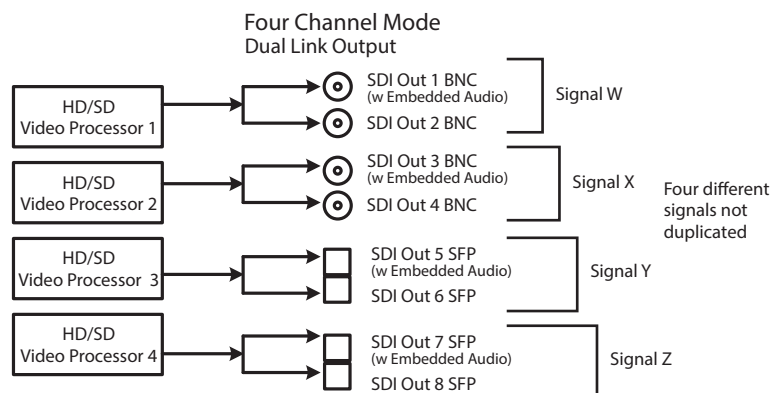 Four Channel Mode
Dual Link Output
HD/SD
Video Processor 1
SDI Out 1 BNC
(w Embedded Audio)
SDI Out 2 BNC
Signal W
HD/SD
Video Processor 2
SDI Out 3 BNC
(w Embedded Audio)
SDI Out 4 BNC
Signal X
Four different
signals not
duplicated
HD/SD
Video Processor 3
SDI Out 5 SFP
(w Embedded Audio)
SDI Out 6 SFP
Signal Y
HD/SD
Video Processor 4
SDI Out 7 SFP
(w Embedded Audio)
SDI Out 8 SFP
Signal Z